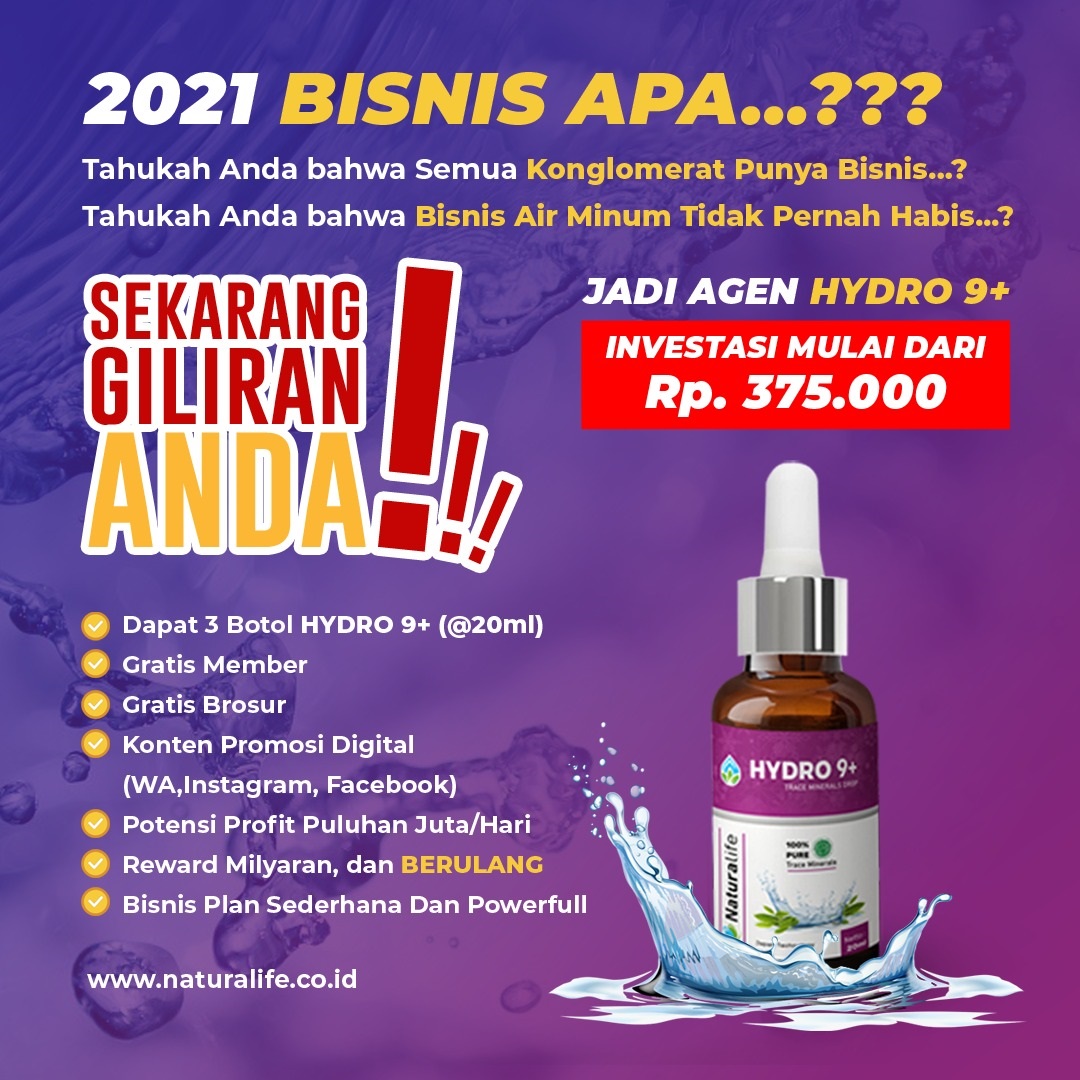 2021 BISNIS APA...???
Tahukah Anda bahwa Semua Konglomerat Punya Bisnis...?
Tahukah Anda bahwa Bisnis Air Minum Tidak Pernah Habis...?
SEKARANG
GILIRAN
ANDA!!!
JADI AGEN HYDRO 9+
INVESTASI MULAI DARI
Rp. 375.000
Dapat 3 Botol HYDRO 9+ (@20ml)
Gratis Member
Gratis Brosur
Konten Promosi Digital
(WA,Instagram, Facebook)
Potensi Profit Puluhan Juta/Hari
Reward Milyaran, dan BERULANG
Bisnis Plan Sederhana Dan Powerfull
www.naturalife.co.id
HYDRO 9+
TRACE MINERALS DROP
Naturalife
100%
PURE
Trace Minerals
20ml